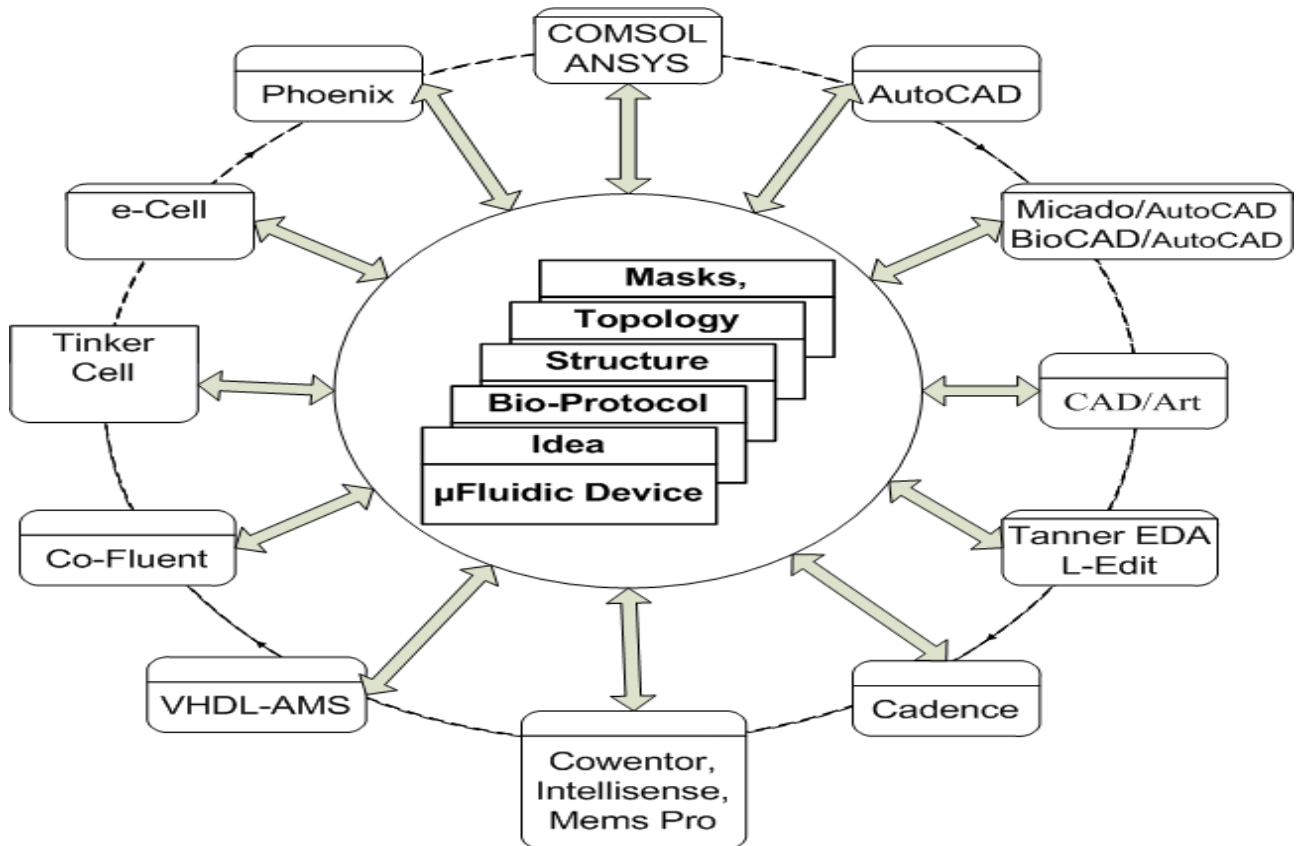 COMSOL
ANSYS
Phoenix
AutoCAD
e-Cell
Micado/AutoCAD
BioCAD/AutoCAD
Masks,
Topology
Structure
Bio-Protocol
Idea
µFluidic Device
Tinker
Cell
CAD/Art
Co-Fluent
Tanner EDA
L-Edit
VHDL-AMS
Cadence
Cowentor,
Intellisense,
Mems Pro